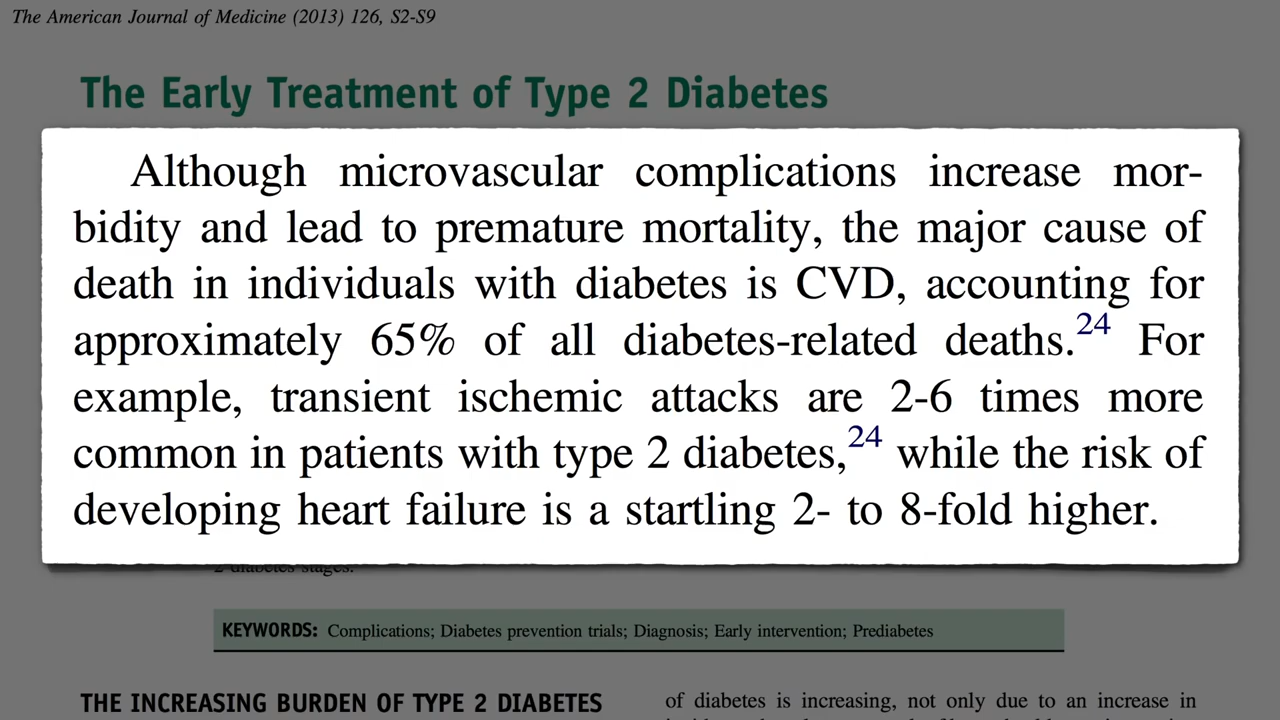 The American Journal of Medicine (2013) 126, S2-S9
The Early Treatment of Type 2 Diabetes
Although microvascular complications increase mor-
bidity and lead to premature mortality, the major cause of
death in individuals with diabetes is CVD, accounting for
approximately 65% of all diabetes-related deaths.24 For
example, transient ischemic attacks are 2-6 times more
common in patients with type 2 diabetes,24 while the risk of
developing heart failure is a startling 2- to 8-fold higher.
2 diabetes stages.
KEYWORDS: Complications; Diabetes prevention trials; Diagnosis; Early intervention; Prediabetes
THE INCREASING BURDEN OF TYPE 2 DIABETES
of diabetes is increasing, not only due to an increase in